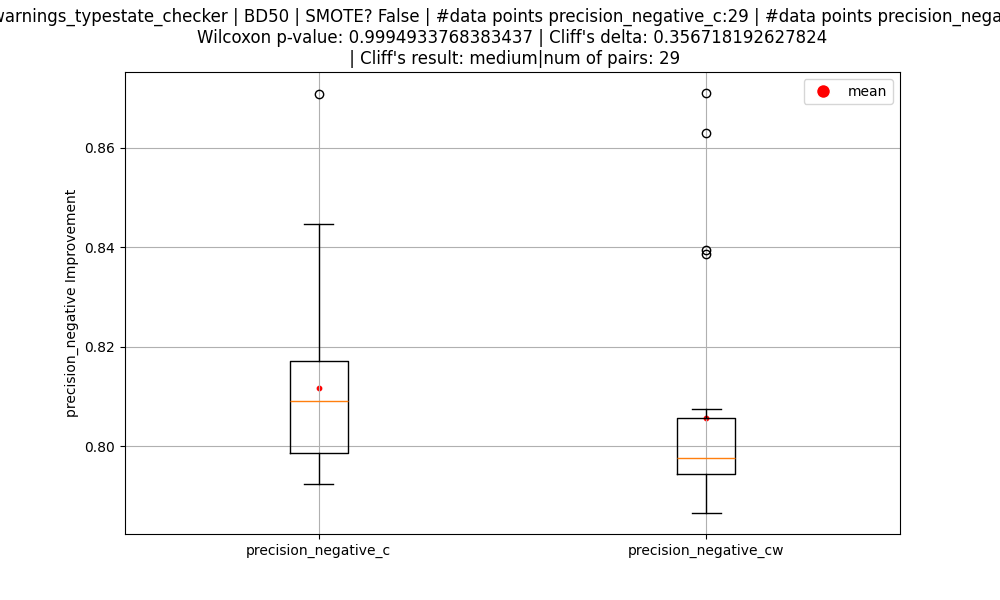 warnings_typestate_checker | BD50 | SMOTE? False | #data points precision_negative_c:29 | #data points
Wilcoxon p-value: 0.9994933768383437 | Cliff's delta: 0.356718192627824
| Cliff's result: medium|num of pairs: 29
mean
0.86
0.84
0.82
0.80
precision_negative Improvement
precision_negative_c
precision_negative_cw